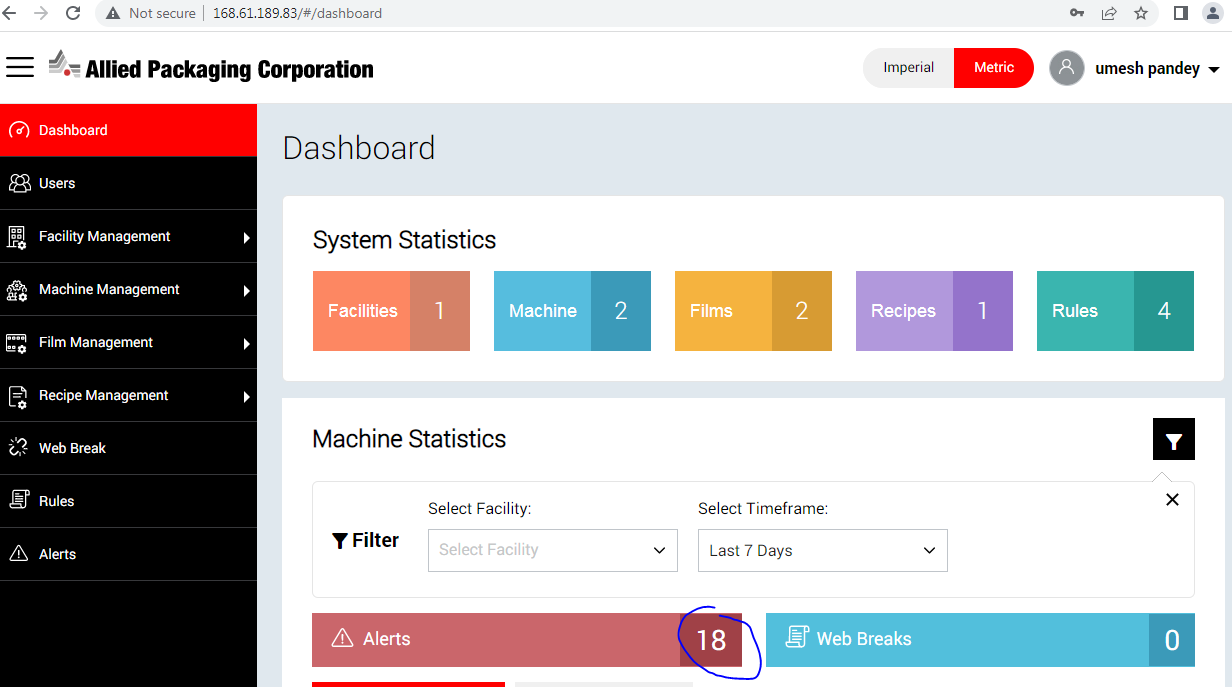 Not secure 168.61.189.83/#/dashboard
Allied Packaging Corporation
Imperial Metric umesh pandey
Dashboard
Users
Facility Management
Machine Management
Film Management
Recipe Management
Web Break
Rules
Alerts
Dashboard
System Statistics
Facilities 1
Machine 2
Films 2
Recipes 1
Rules 4
Machine Statistics
Filter
Select Facility:
Select Facility
Select Timeframe:
Last 7 Days
Alerts 18
Web Breaks 0